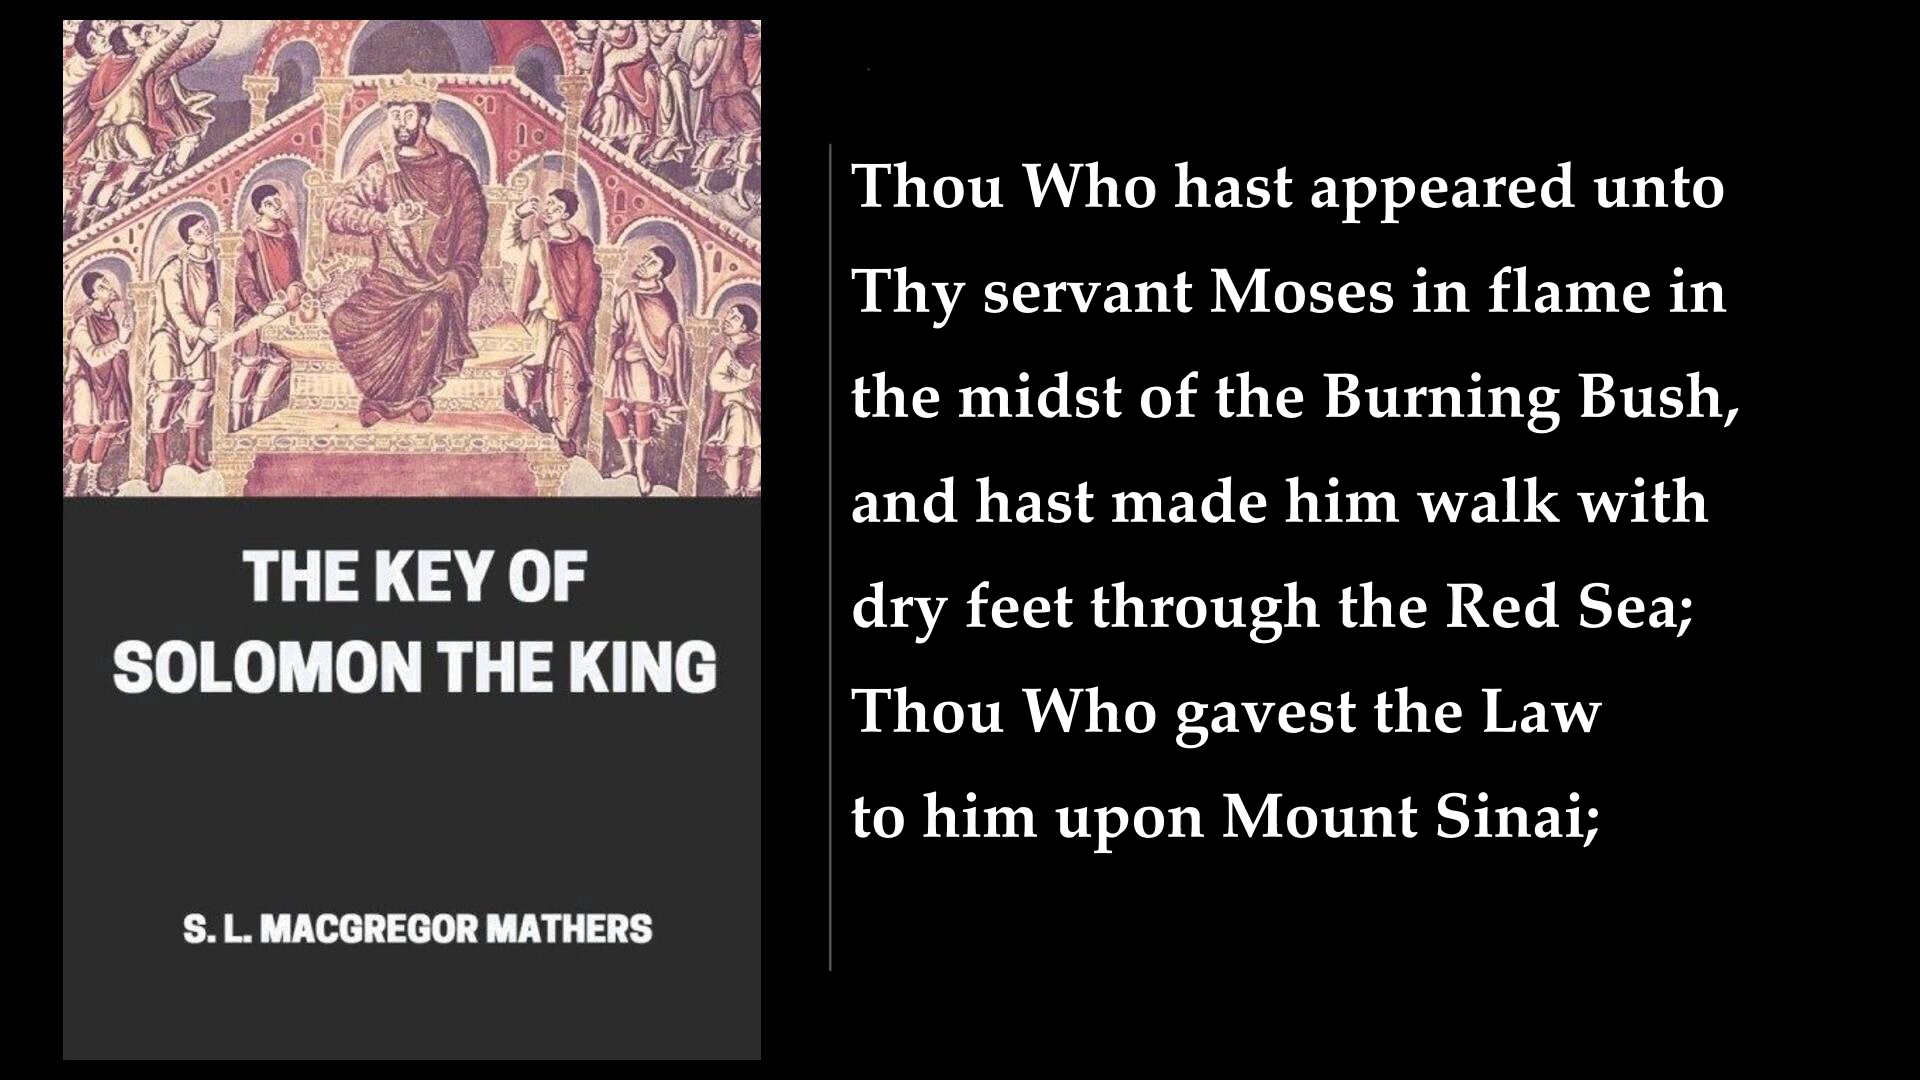 THE KEY OF
SOLOMON THE KING
S. L. MACGREGOR MATHERS
Thou Who hast appeared unto
Thy servant Moses in flame in
the midst of the Burning Bush,
and hast made him walk with
dry feet through the Red Sea;
Thou Who gavest the Law
to him upon Mount Sinai;